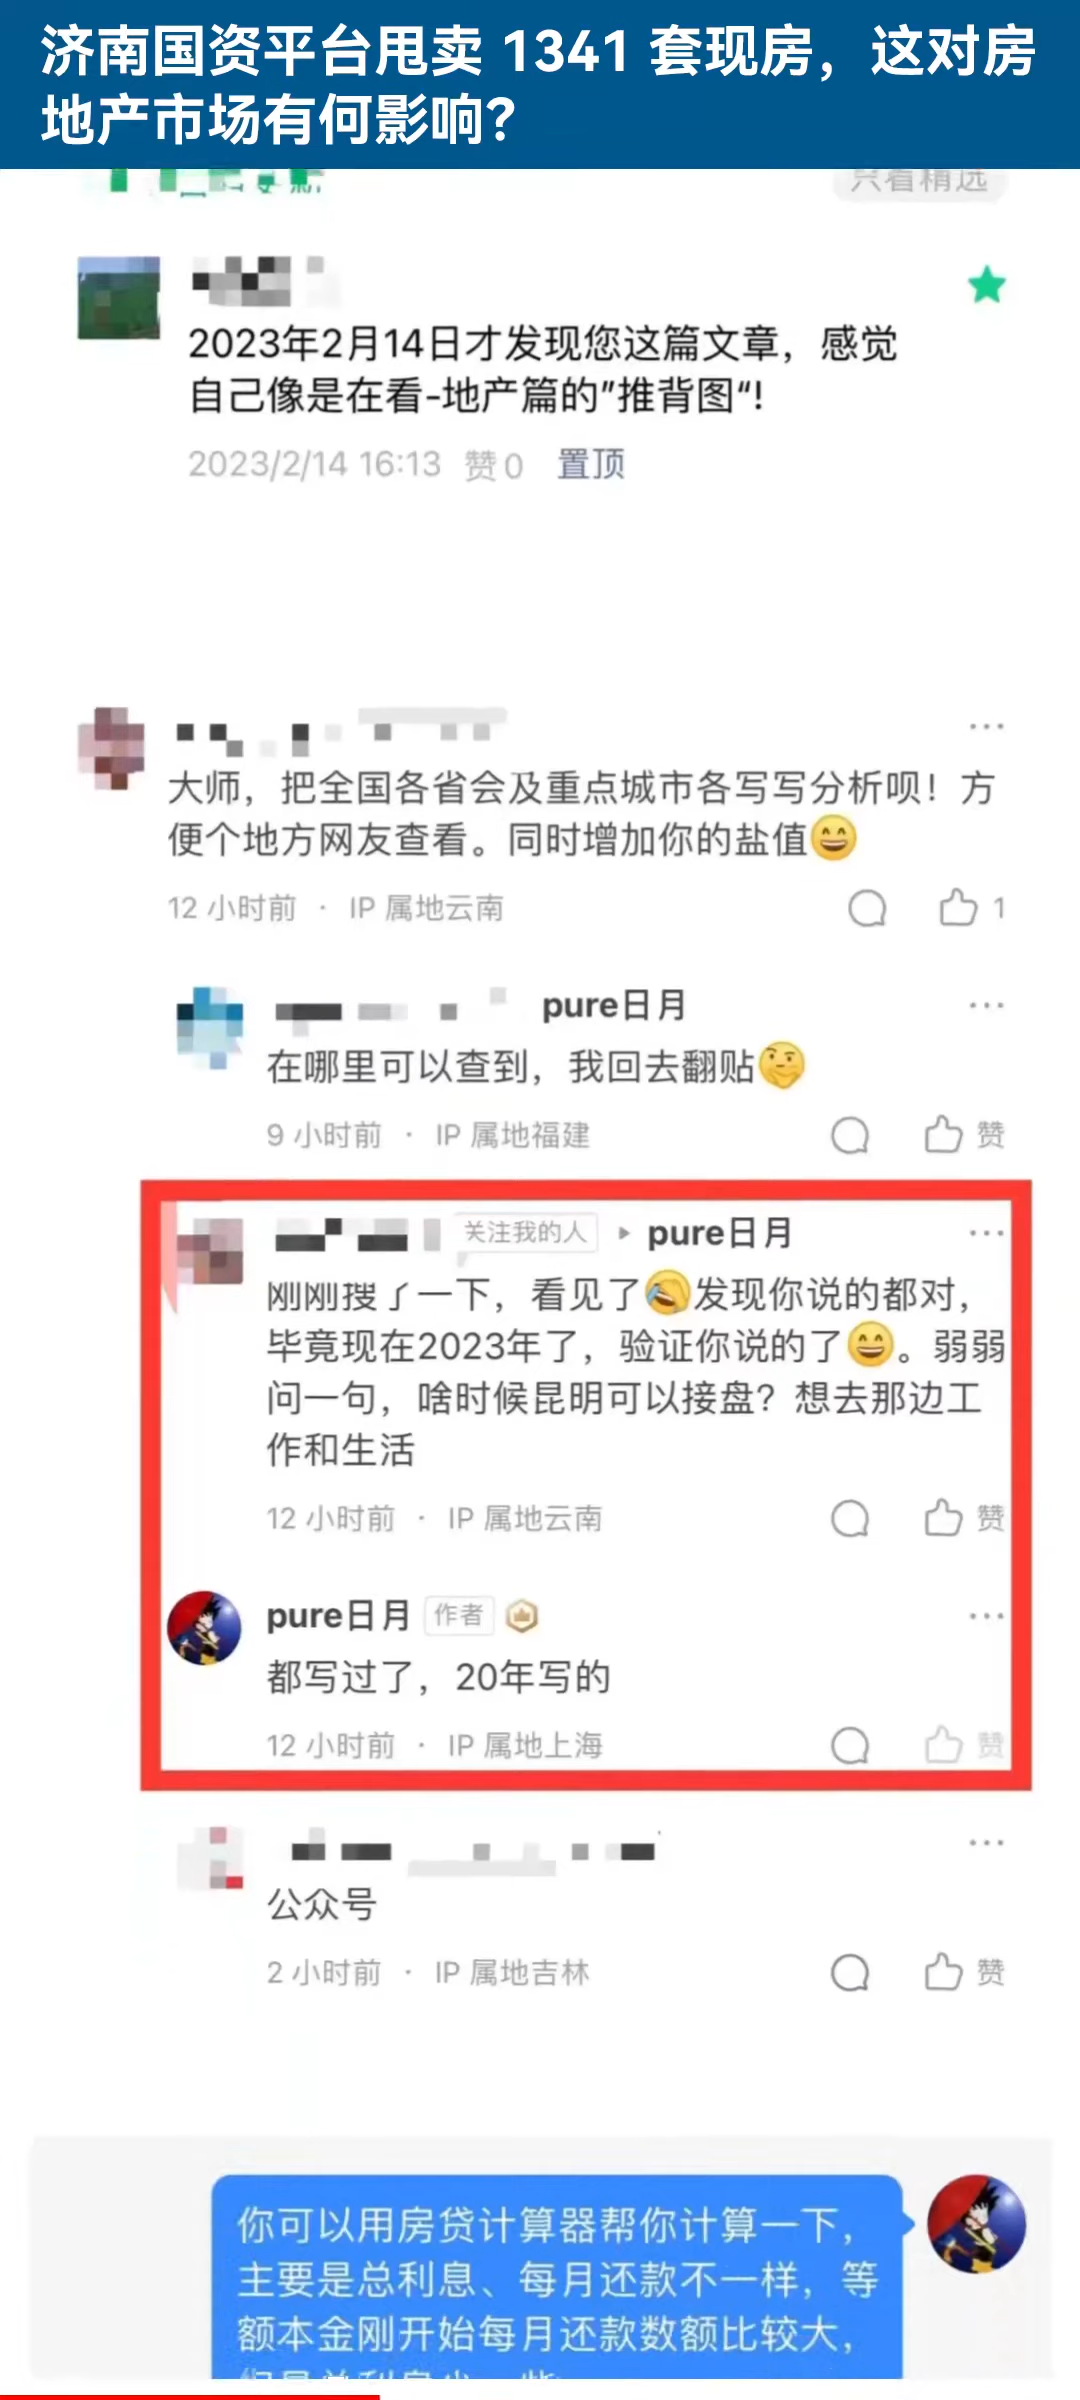 济南国资平台甩卖 1341 套现房，这对房
地产市场有何影响？
只看精选
2023年2月14日才发现您这篇文章，感觉
自己像是在看-地产篇的”推背图“!
2023/2/14 16:13 赞 0 置顶
大师，把全国各省会及重点城市各写写分析呗！方
便个地方网友查看。同时增加你的盐值😄
12 小时前 · IP 属地云南 1
pure日月
在哪里可以查到，我回去翻贴🤔
9 小时前 · IP 属地福建 赞
关注我的人 ▸ pure日月
刚刚搜了一下，看见了🤣发现你说的都对，
毕竟现在2023年了，验证你说的了😄。弱弱
问一句，啥时候昆明可以接盘？想去那边工
作和生活
12 小时前 · IP 属地云南 赞
pure日月 作者
都写过了，20年写的
12 小时前 · IP 属地上海 赞
公众号
2 小时前 · IP 属地吉林 赞
你可以用房贷计算器帮你计算一下，
主要是总利息、每月还款不一样，等
额本金刚开始每月还款数额比较大，